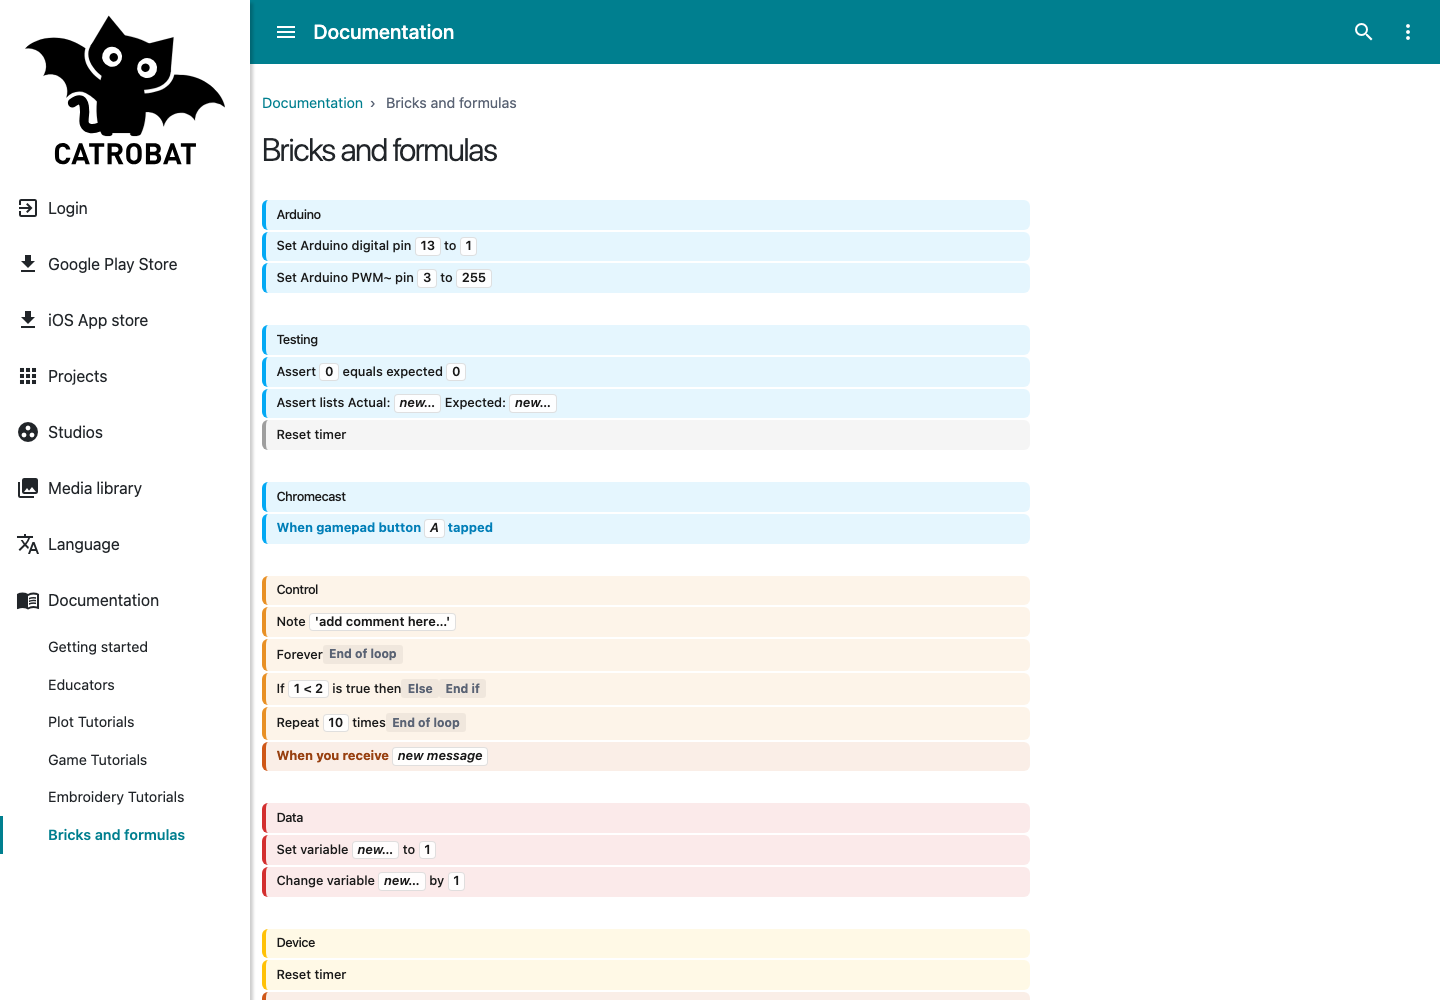 CATROBAT
Login
Google Play Store
iOS App store
Projects
Studios
Media library
Language
Documentation
Getting started
Educators
Plot Tutorials
Game Tutorials
Embroidery Tutorials
Bricks and formulas
Documentation
Documentation › Bricks and formulas
Bricks and formulas
Arduino
Set Arduino digital pin 13 to 1
Set Arduino PWM~ pin 3 to 255
Testing
Assert 0 equals expected 0
Assert lists Actual: new... Expected: new...
Reset timer
Chromecast
When gamepad button A tapped
Control
Note 'add comment here...'
Forever End of loop
If 1 < 2 is true then Else End if
Repeat 10 times End of loop
When you receive new message
Data
Set variable new... to 1
Change variable new... by 1
Device
Reset timer